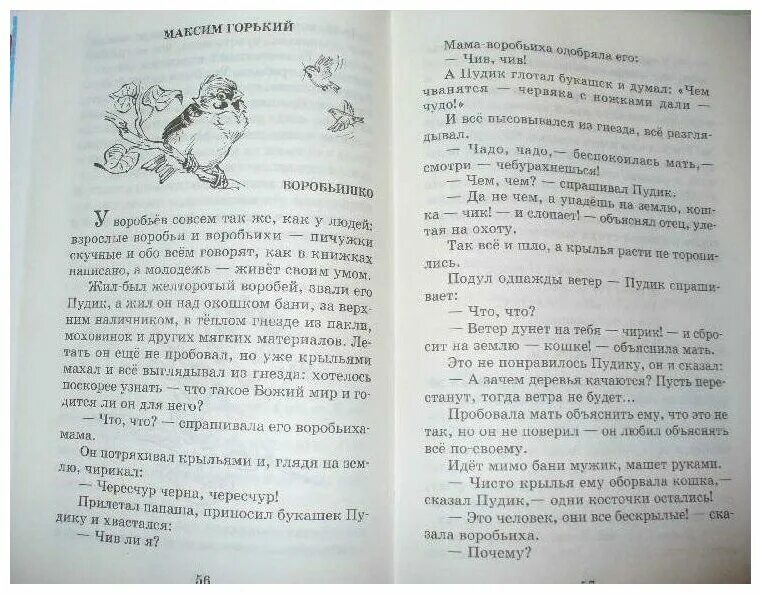 МАКСИМ ГОРЬКИЙ
ВОРОБЬИШКО
У воробьёв совсем так же, как у людей:
взрослые воробьи и воробьихи — пичужки
скучные и обо всём говорят, как в книжках
написано, а молодежь — живёт своим умом.
Жил-был желторотый воробей, звали его
Пудик, а жил он над окошком бани, за верх-
ним наличником, в тёплом гнезде из пакли,
моховинок и других мягких материалов. Ле-
тать он ещё не пробовал, но уже крыльями
махал и всё выглядывал из гнезда: хотелось
поскорее узнать — что такое Божий мир и го-
дится ли он для него?
— Что, что? — спрашивала его воробьиха-
мама.
Он потряхивал крыльями и, глядя на зем-
лю, чирикал:
— Чересчур черна, чересчур!
Прилетал папаша, приносил букашек Пу-
дику и хвастался:
— Чив ли я?
56
Мама-воробьиха одобряла его:
— Чив, чив!
А Пудик глотал букашек и думал: «Чем
чванятся — червяка с ножками дали —
чудо!»
И всё высовывался из гнезда, всё разгля-
дывал.
— Чадо, чадо,— беспокоилась мать,—
смотри — чебурахнешься!
— Чем, чем? — спрашивал Пудик.
— Да не чем, а упадёшь на землю, кош-
ка — чик! — и слопает! — объяснял отец, уле-
тая на охоту.
Так всё и шло, а крылья расти не торопи-
лись.
Подул однажды ветер — Пудик спраши-
вает:
— Что, что?
— Ветер дунет на тебя — чирик! — и сбро-
сит на землю — кошке! — объяснила мать.
Это не понравилось Пудику, он и сказал:
— А зачем деревья качаются? Пусть пере-
станут, тогда ветра не будет...
Пробовала мать объяснить ему, что это не
так, но он не поверил — он любил объяснять
всё по-своему.
Идёт мимо бани мужик, машет руками.
— Чисто крылья ему оборвала кошка,—
сказал Пудик,— одни косточки остались!
— Это человек, они все бескрылые! — ска-
зала воробьиха.
— Почему?